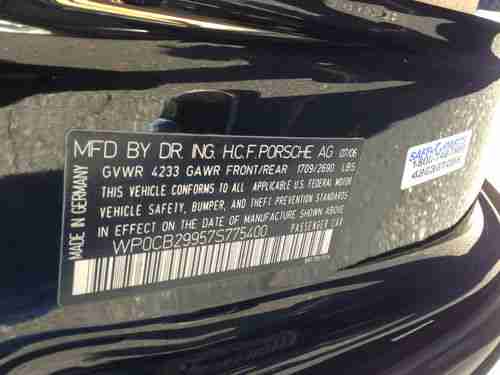 MFD BY DR. ING. H.C.F. PORSCHE AG 07/06
GVWR 4233 GAWR FRONT/REAR 1709/2690 LBS
THIS VEHICLE CONFORMS TO ALL APPLICABLE U.S. FEDERAL MOTOR
VEHICLE SAFETY, BUMPER, AND THEFT PREVENTION STANDARDS
IN EFFECT ON THE DATE OF MANUFACTURE SHOWN ABOVE.
WP0CB29957S775400 PASSENGER CAR
MADE IN GERMANY